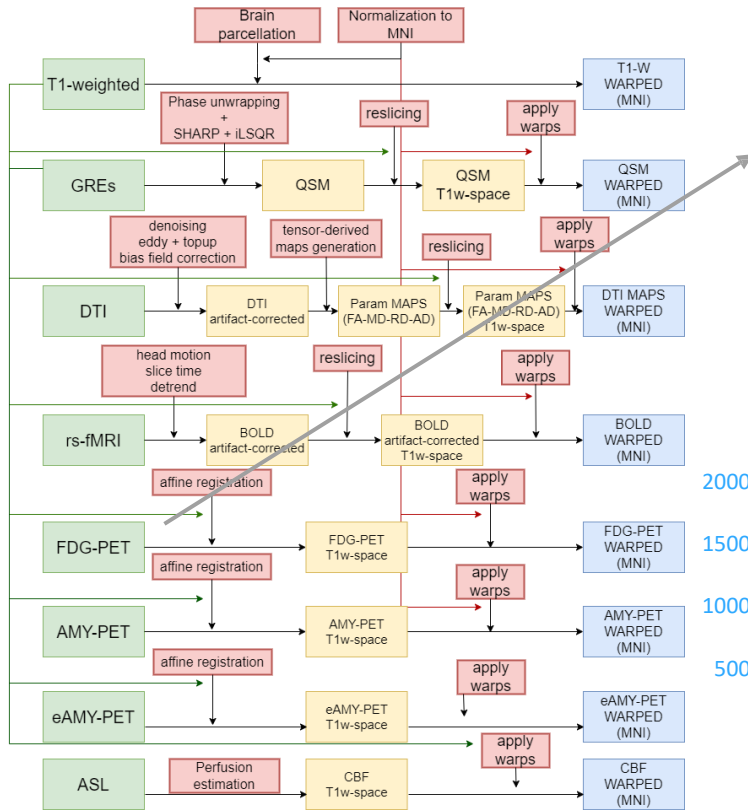 Brain
parcellation
Normalization to
MNI
T1-weighted
T1-W
WARPED
(MNI)
Phase unwrapping
+
SHARP + iLSQR
reslicing
apply
warps
GREs
QSM
QSM
T1w-space
QSM
WARPED
(MNI)
denoising
eddy + topup
bias field correction
tensor-derived
maps generation
reslicing
apply
warps
DTI
DTI
artifact-corrected
Param MAPS
(FA-MD-RD-AD)
Param MAPS
(FA-MD-RD-AD)
T1w-space
DTI MAPS
WARPED
(MNI)
head motion
slice time
detrend
reslicing
apply
warps
rs-fMRI
BOLD
artifact-corrected
BOLD
artifact-corrected
T1w-space
BOLD
WARPED
(MNI)
affine registration
apply
warps
2000
FDG-PET
FDG-PET
T1w-space
FDG-PET
WARPED
(MNI)
1500
affine registration
apply
warps
1000
AMY-PET
AMY-PET
T1w-space
AMY-PET
WARPED
(MNI)
affine registration
apply
warps
500
eAMY-PET
eAMY-PET
T1w-space
eAMY-PET
WARPED
(MNI)
Perfusion
estimation
apply
warps
ASL
CBF
T1w-space
CBF
WARPED
(MNI)